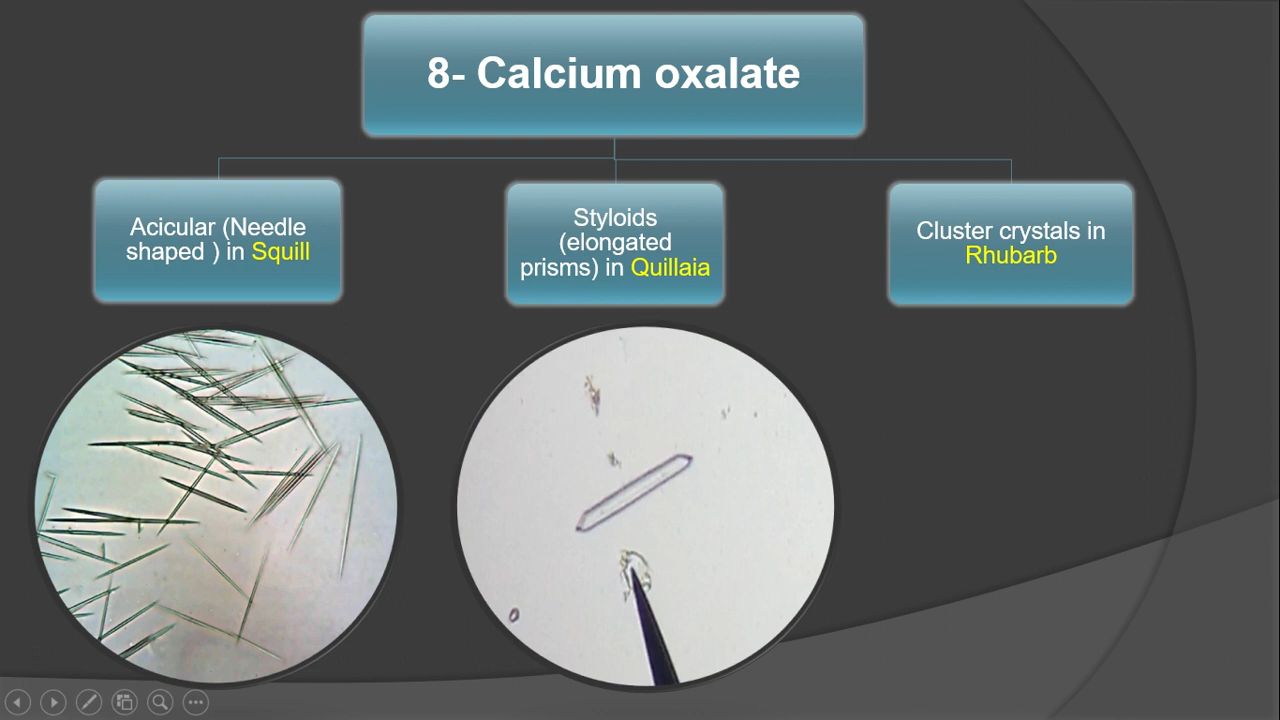 8- Calcium oxalate
Acicular (Needle
shaped ) in Squill
Styloids
(elongated
prisms) in Quillaia
Cluster crystals in
Rhubarb